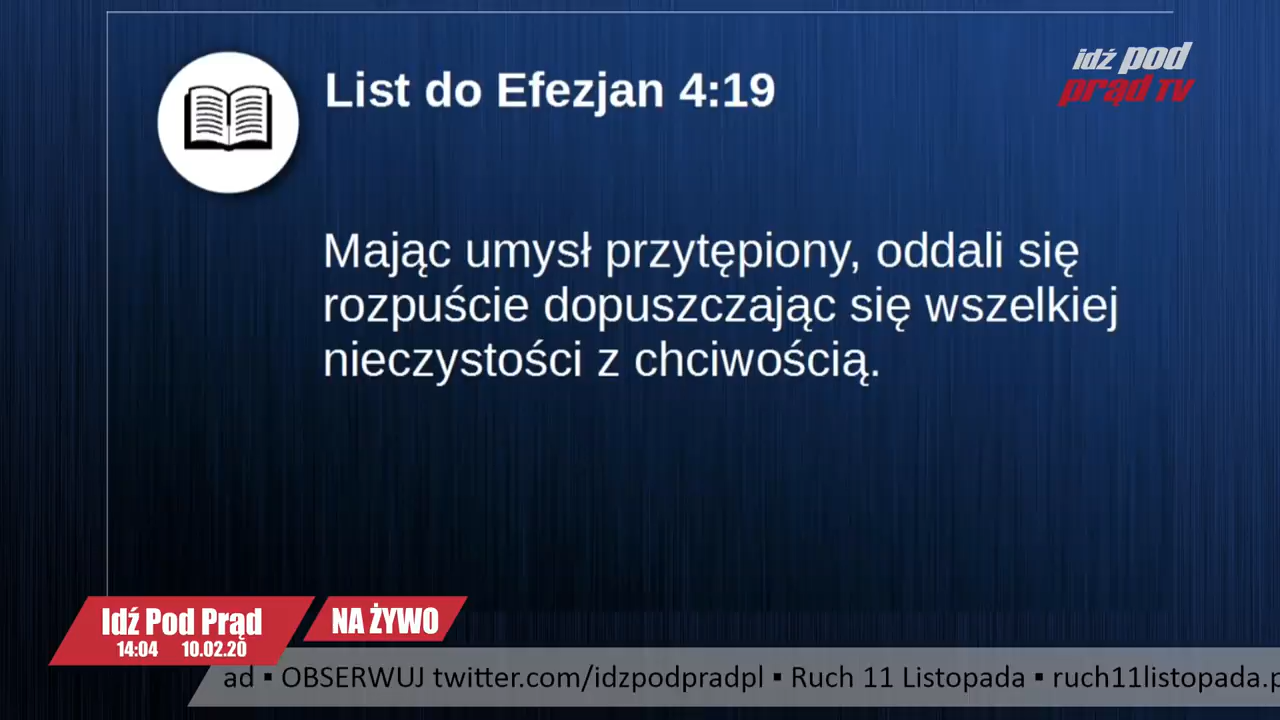 List do Efezjan 4:19
idź pod
prąd TV
Mając umysł przytępiony, oddali się
rozpuście dopuszczając się wszelkiej
nieczystości z chciwością.
Idź Pod Prąd
14:04 10.02.20
NA ŻYWO
ad ▪ OBSERWUJ twitter.com/idzpodpradpl ▪ Ruch 11 Listopada ▪ ruch11listopada.p